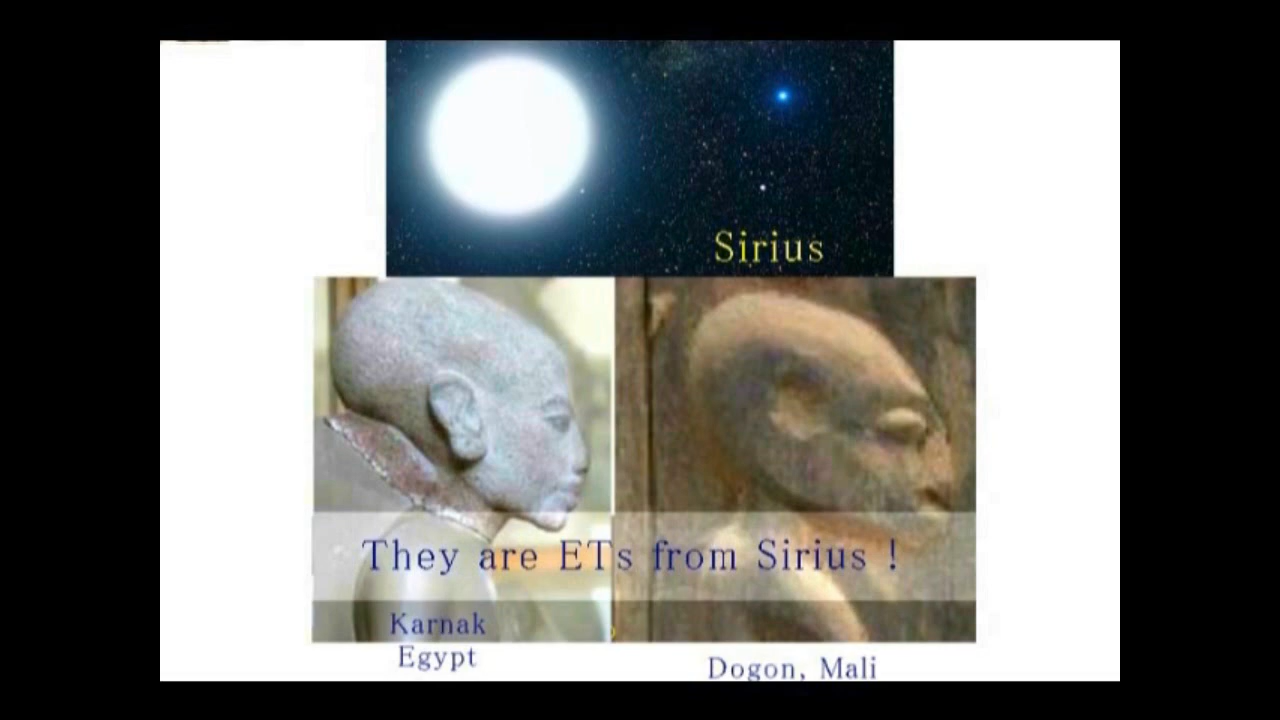 Sirius
They are ETs from Sirius !
Karnak
Egypt
Dogon, Mali